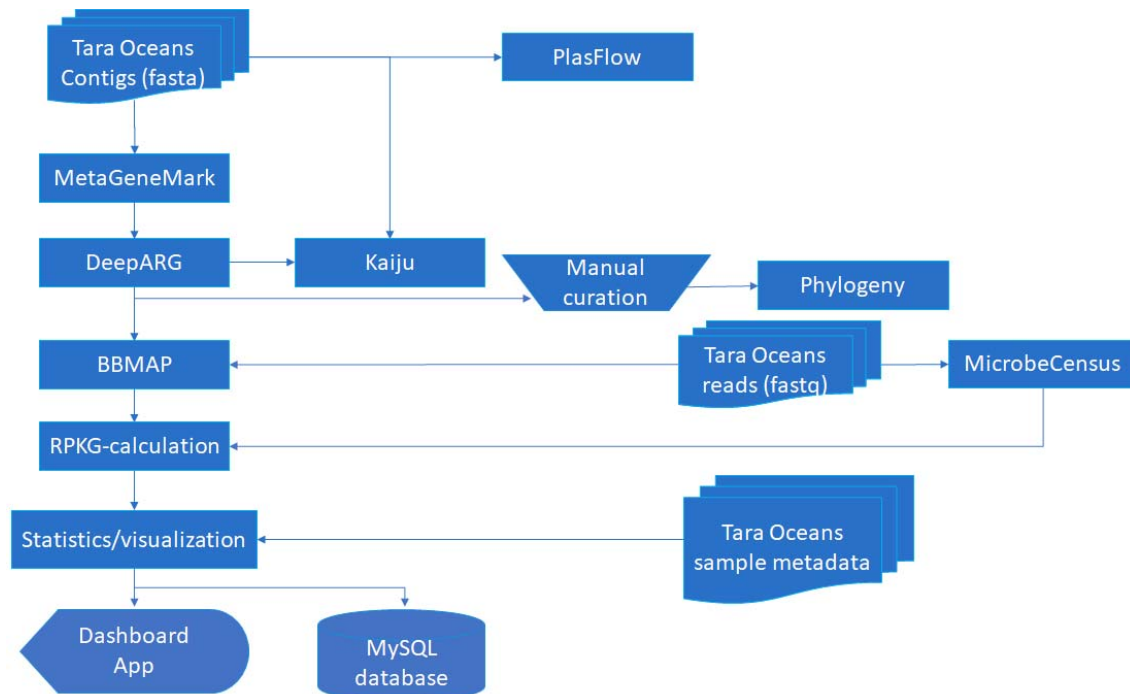 Tara Oceans
Contigs (fasta)
PlasFlow
MetaGeneMark
DeepARG
Kaiju
Manual
curation
Phylogeny
BBMAP
Tara Oceans
reads (fastq)
MicrobeCensus
RPKG-calculation
Statistics/visualization
Tara Oceans
sample metadata
Dashboard
App
MySQL
database